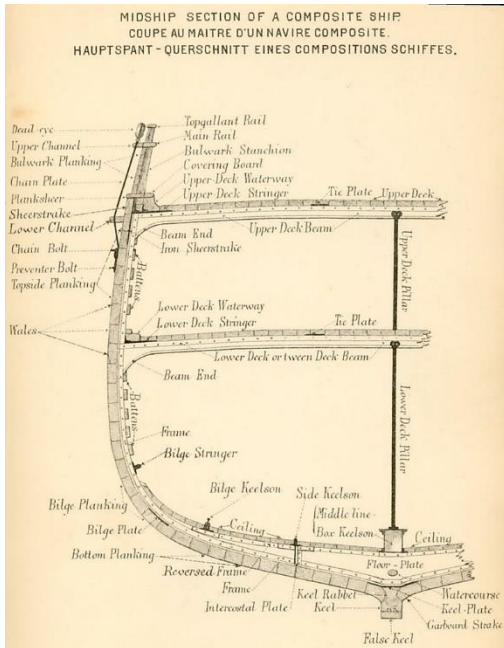 MIDSHIP SECTION OF A COMPOSITE SHIP.
COUPE AU MAITRE D'UN NAVIRE COMPOSITE.
HAUPTSPANT - QUERSCHNITT EINES COMPOSITIONS SCHIFFES.
Dead-eye
Topgallant Rail
Upper Channel
Main Rail
Bulwark Planking
Bulwark Stanchion
Chain Plate
Covering Board
Planksheer
Upper Deck Waterway
Sheerstrake
Upper Deck Stringer
Tie Plate
Upper Deck
Lower Channel
Upper Deck Beam
Beam End
Chain Bolt
Iron Sheerstrake
Preventer Bolt
Battens
Topside Planking
Upper Deck Pillar
Lower Deck Waterway
Lower Deck Stringer
Tie Plate
Wales
Lower Deck or tween Deck Beam
Beam End
Battens
Frame
Bilge Stringer
Lower Deck Pillar
Bilge Keelson
Side Keelson
Bilge Planking
Ceiling
Middle line
Box Keelson
Ceiling
Bilge Plate
Bottom Planking
Floor-Plate
Reversed Frame
Frame
Keel Rabbet
Watercourse
Intercostal Plate
Keel
Keel-Plate
Garboard Strake
False Keel